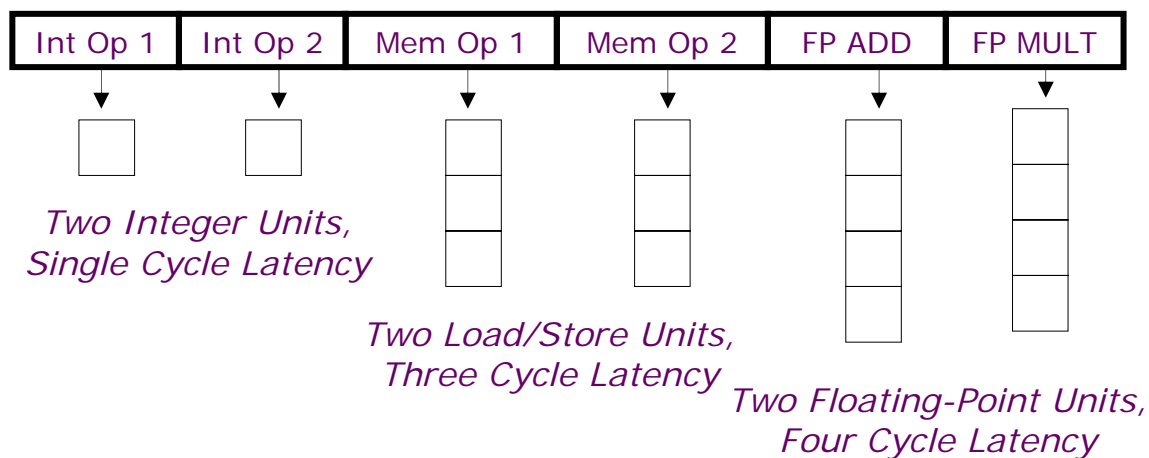 Int Op 1 Int Op 2 Mem Op 1 Mem Op 2 FP ADD FP MULT
Two Integer Units,
Single Cycle Latency
Two Load/Store Units,
Three Cycle Latency
Two Floating-Point Units,
Four Cycle Latency